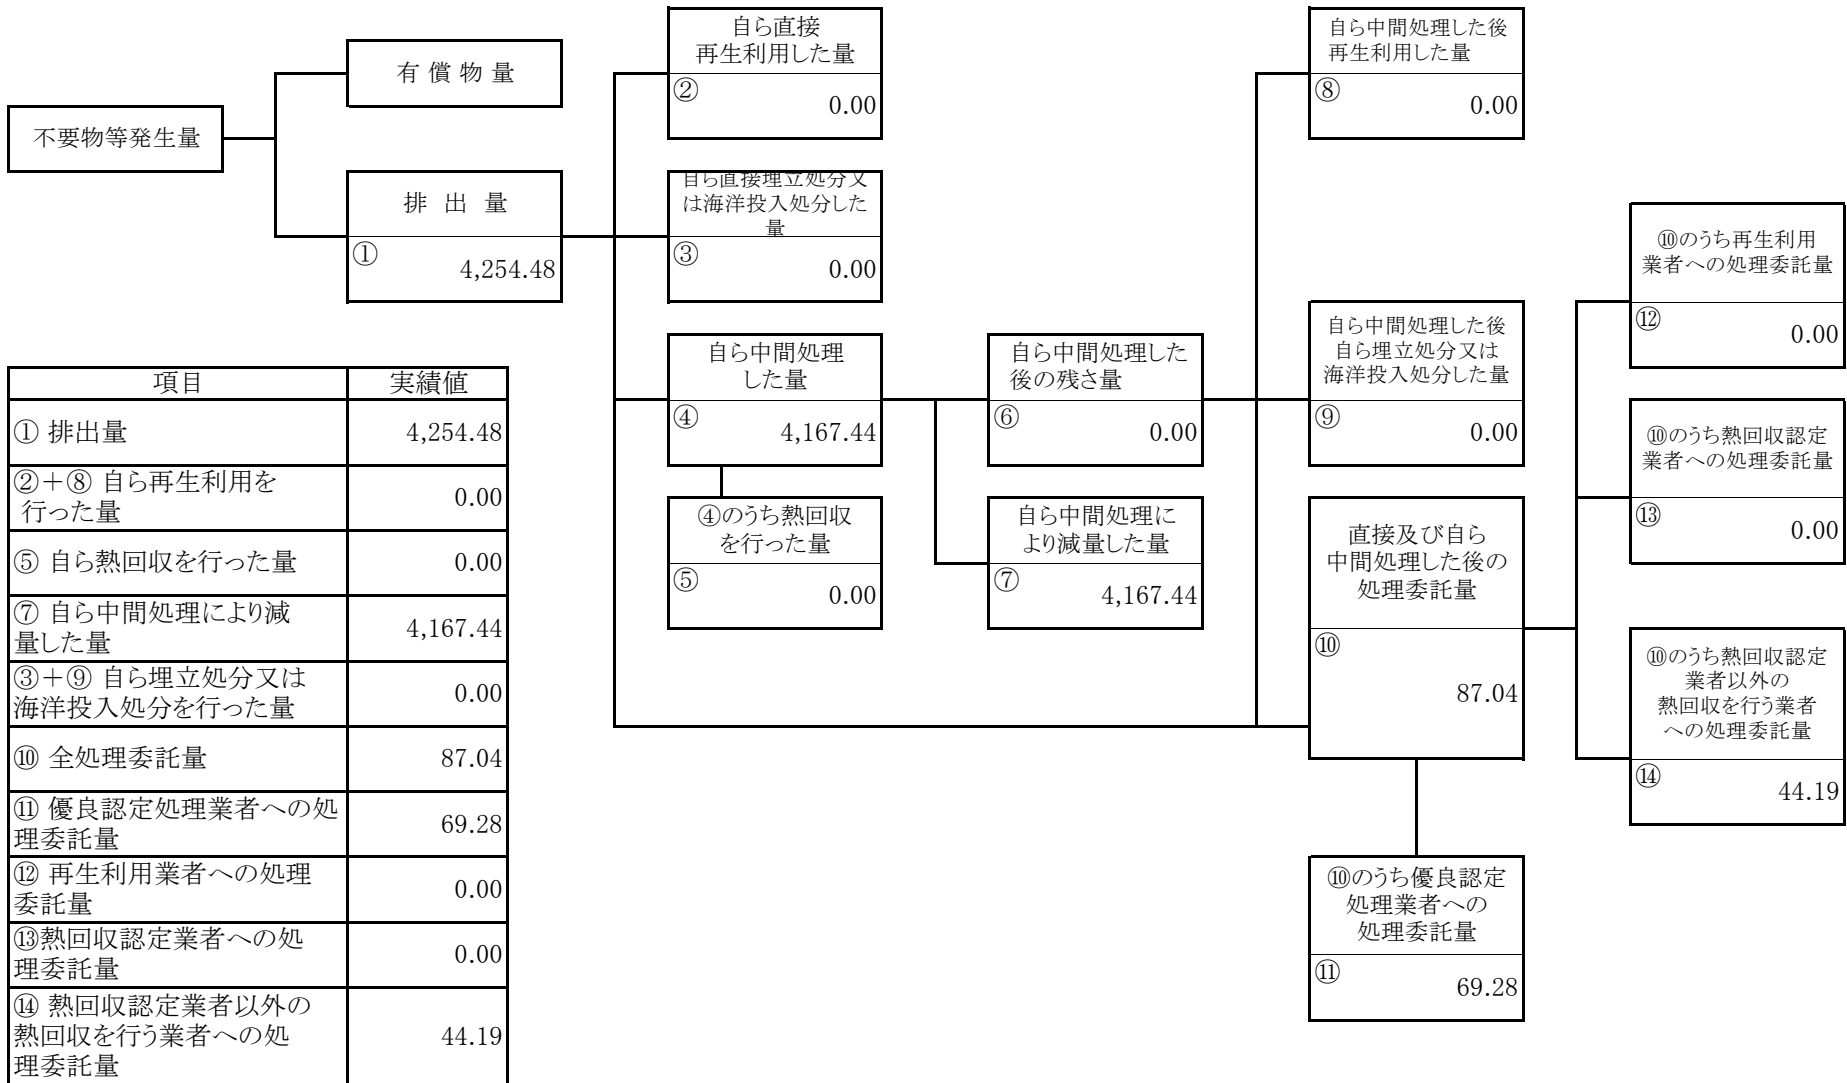 不要物等発生量
有 償 物 量
排 出 量
①
4,254.48
自ら直接
再生利用した量
②
0.00
自ら直接埋立処分又
は海洋投入処分した
量
③
0.00
自ら中間処理
した量
④
4,167.44
④のうち熱回収
を行った量
⑤
0.00
自ら中間処理した
後の残さ量
⑥
0.00
自ら中間処理に
より減量した量
⑦
4,167.44
自ら中間処理した後
再生利用した量
⑧
0.00
自ら中間処理した後
自ら埋立処分又は
海洋投入処分した量
⑨
0.00
直接及び自ら
中間処理した後の
処理委託量
⑩
87.04
⑩のうち優良認定
処理業者への
処理委託量
⑪
69.28
⑩のうち再生利用
業者への処理委託量
⑫
0.00
⑩のうち熱回収認定
業者への処理委託量
⑬
0.00
⑩のうち熱回収認定
業者以外の
熱回収を行う業者
への処理委託量
⑭
44.19
項目 実績値
① 排出量 4,254.48
②＋⑧ 自ら再生利用を
行った量 0.00
⑤ 自ら熱回収を行った量 0.00
⑦ 自ら中間処理により減
量した量 4,167.44
③＋⑨ 自ら埋立処分又は
海洋投入処分を行った量 0.00
⑩ 全処理委託量 87.04
⑪ 優良認定処理業者への処
理委託量 69.28
⑫ 再生利用業者への処理
委託量 0.00
⑬熱回収認定業者への処
理委託量 0.00
⑭ 熱回収認定業者以外の
熱回収を行う業者への処
理委託量 44.19